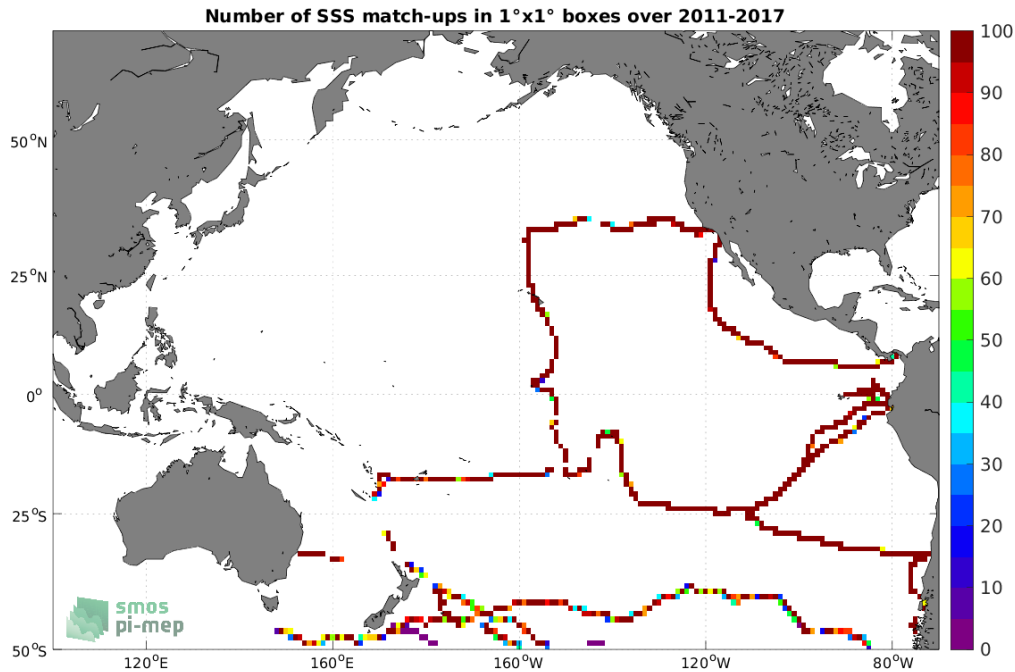 Number of SSS match-ups in 1°x1° boxes over 2011-2017
100
90
80
70
60
50
40
30
20
10
0
50°N
25°N
0°
25°S
50°S
120°E
160°E
160°W
120°W
80°W
smos
pi-mep